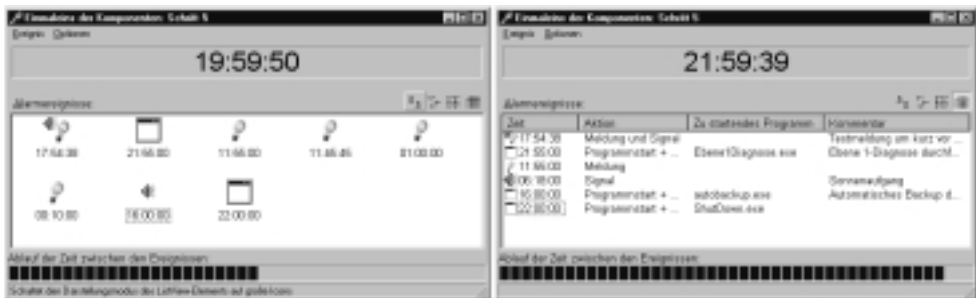 Einmaleins der Komponenten: Schritt 5
Ereignis Optionen
19:59:50
Alarmereignisse:
17:54:38 21:55:00 11:55:00 11:45:45 01:00:00
00:10:00 16:00:00 22:00:00
Ablauf der Zeit zwischen den Ereignissen:
Schaltet den Darstellungsmodus des ListView-Elements auf große Icons
Einmaleins der Komponenten: Schritt 5
Ereignis Optionen
21:59:39
Alarmereignisse:
Zeit Aktion Zu startendes Programm Kommentar
17:54:38 Meldung und Signal Testmeldung um kurz vor ...
21:55:00 Programmstart + ... Ebene1Diagnose.exe Ebene 1-Diagnose durchf...
11:55:00 Meldung
06:18:00 Signal Sonnenaufgang
16:00:00 Programmstart + ... autobackup.exe Automatisches Backup d...
22:00:00 Programmstart + ... ShutDown.exe
Ablauf der Zeit zwischen den Ereignissen: